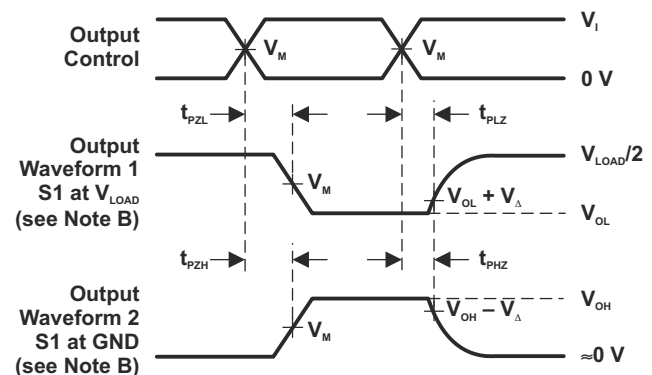 Output
Control
V_M
V_M
V_I
0 V
t_PZL
t_PLZ
Output
Waveform 1
S1 at V_LOAD
(see Note B)
V_M
V_OL + V_Δ
V_LOAD/2
V_OL
t_PZH
t_PHZ
Output
Waveform 2
S1 at GND
(see Note B)
V_M
V_OH − V_Δ
V_OH
≈0 V